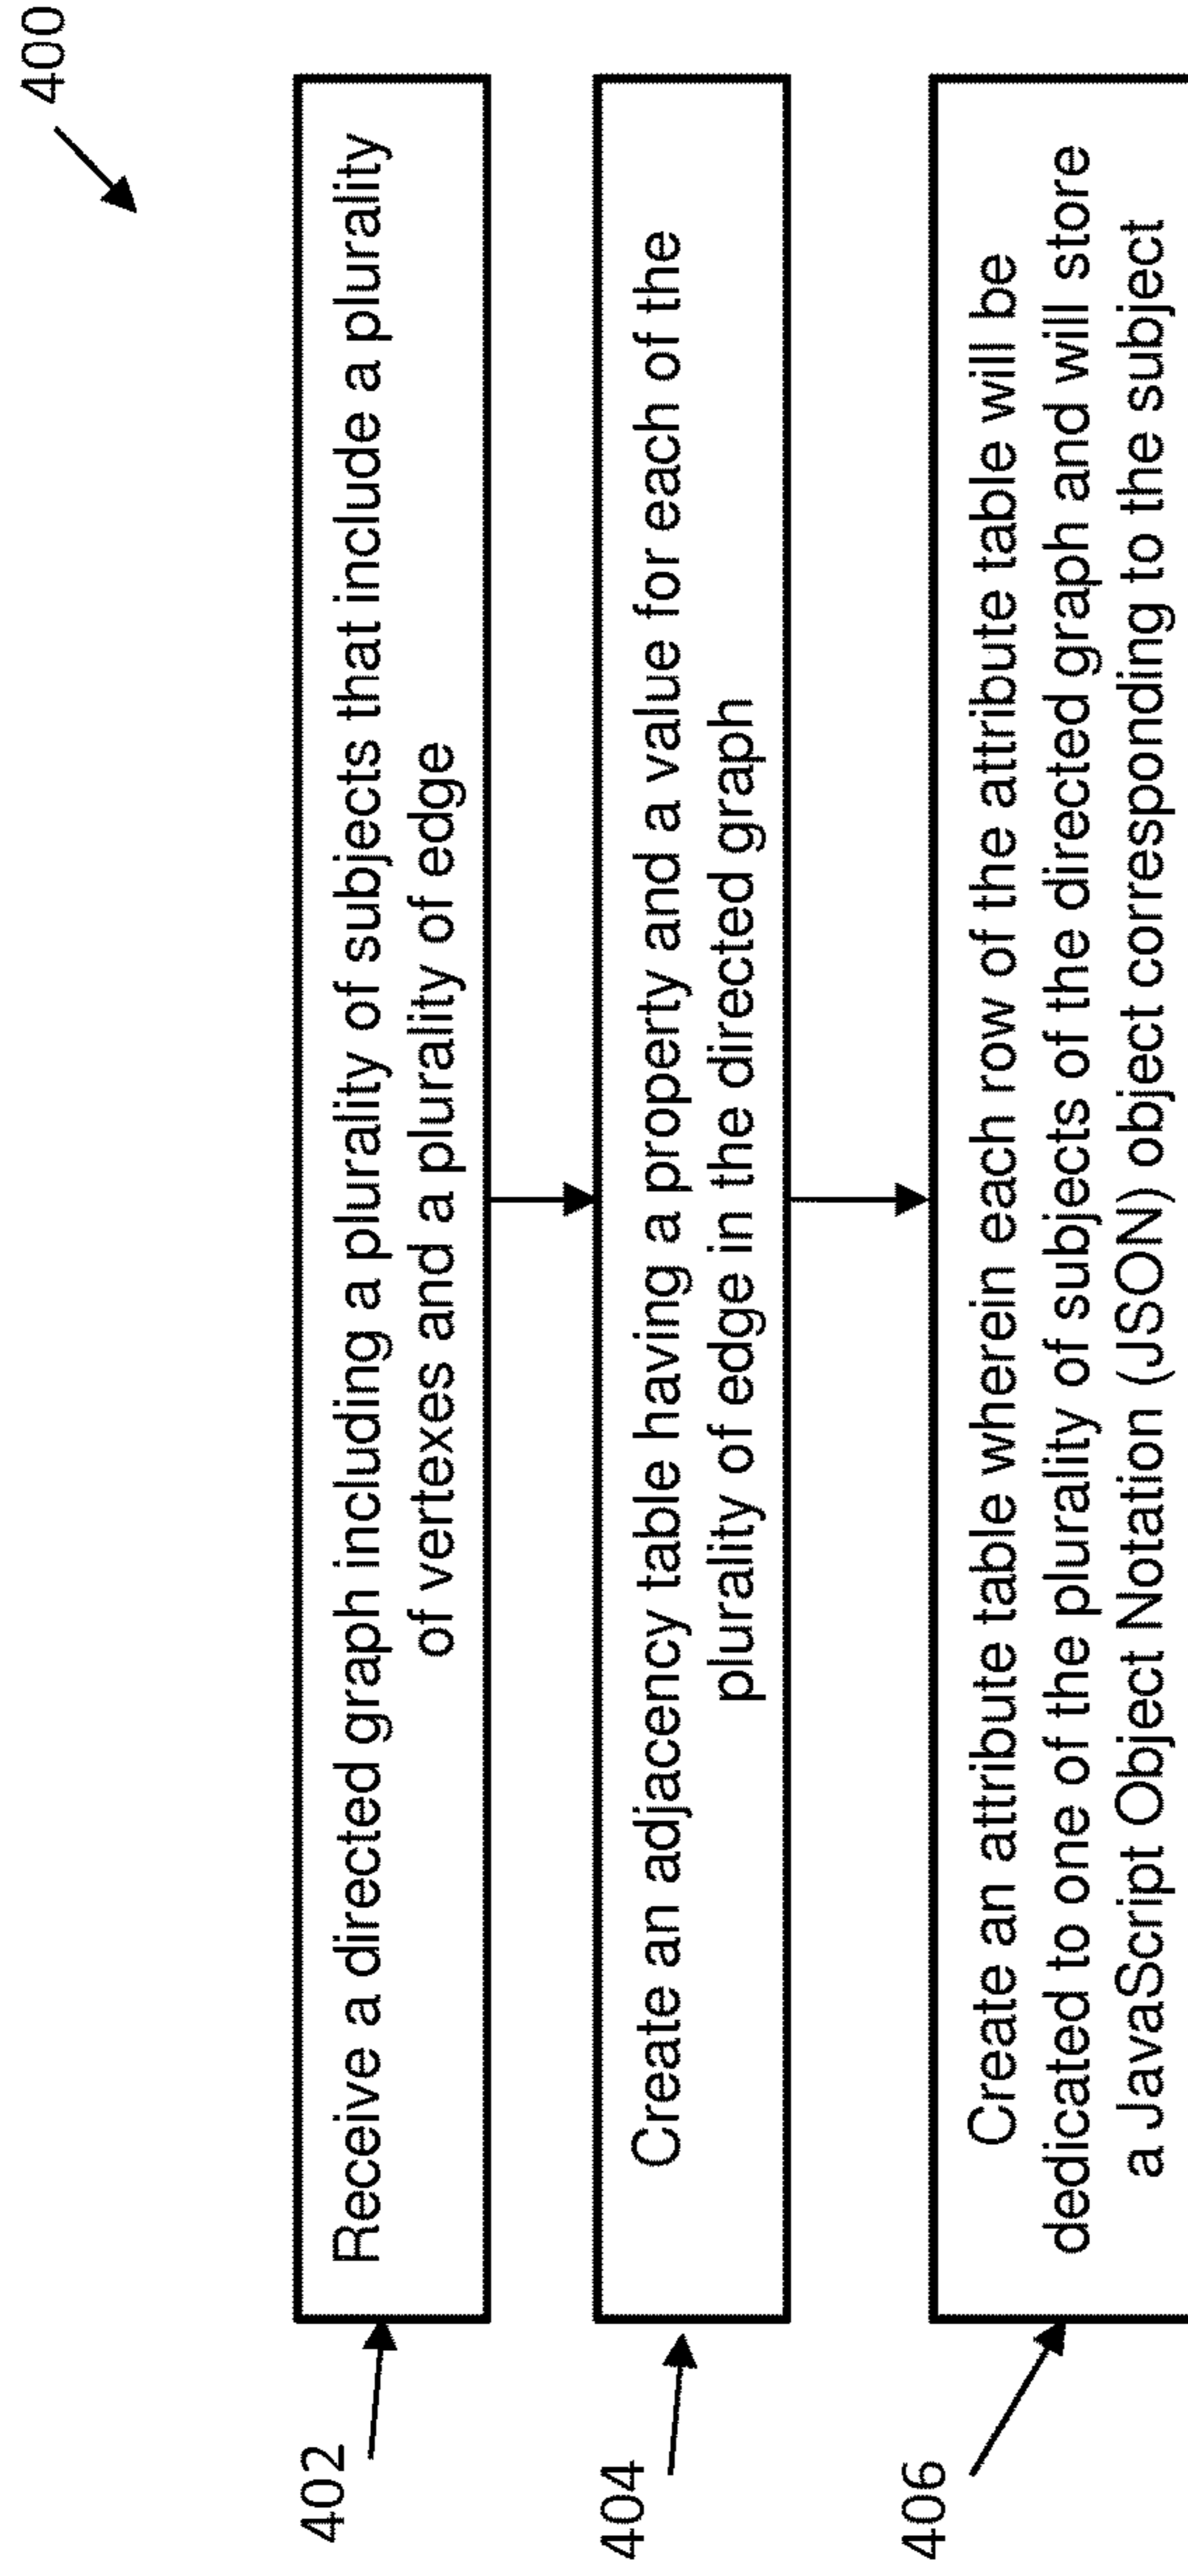 400
402
Receive a directed graph including a plurality of subjects that include a plurality
of vertexes and a plurality of edge
404
Create an adjacency table having a property and a value for each of the
plurality of edge in the directed graph
406
Create an attribute table wherein each row of the attribute table will be
dedicated to one of the plurality of subjects of the directed graph and will store
a JavaScript Object Notation (JSON) object corresponding to the subject